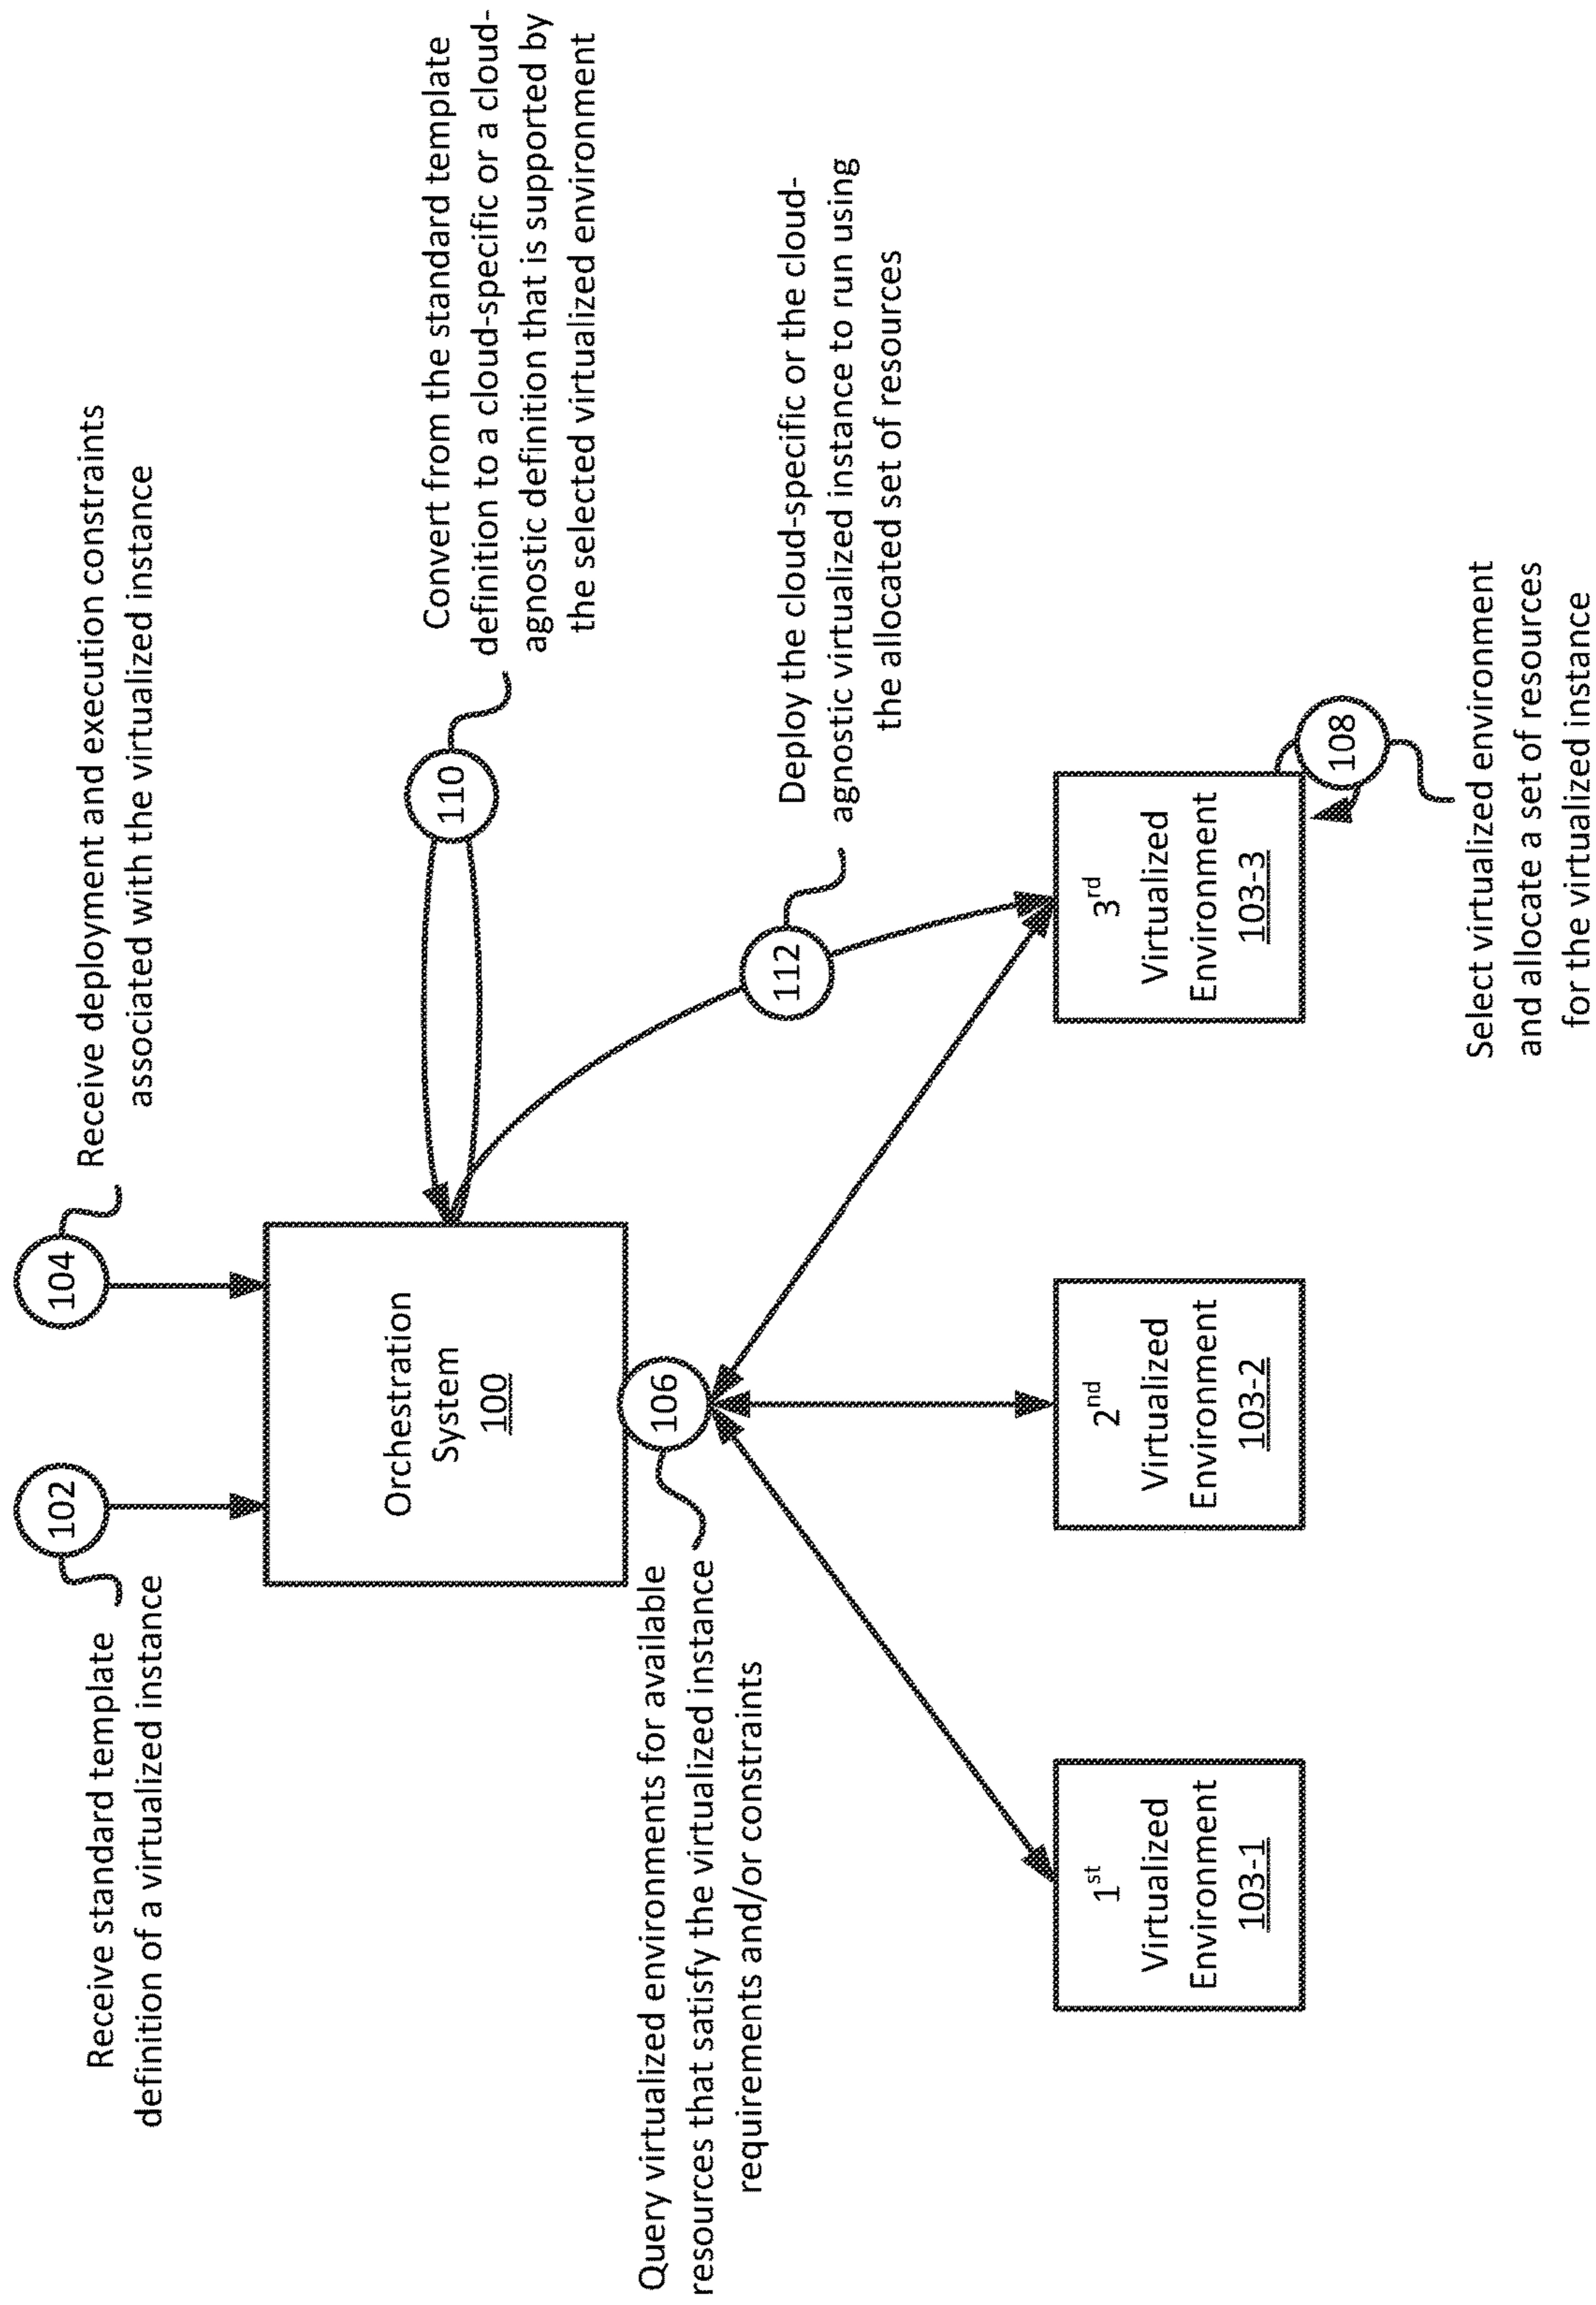 102
Receive standard template
definition of a virtualized instance
104
Receive deployment and execution constraints
associated with the virtualized instance
Orchestration
System
100
110
Convert from the standard template
definition to a cloud-specific or a cloud-
agnostic definition that is supported by
the selected virtualized environment
106
Query virtualized environments for available
resources that satisfy the virtualized instance
requirements and/or constraints
112
Deploy the cloud-specific or the cloud-
agnostic virtualized instance to run using
the allocated set of resources
1st
Virtualized
Environment
103-1
2nd
Virtualized
Environment
103-2
3rd
Virtualized
Environment
103-3
108
Select virtualized environment
and allocate a set of resources
for the virtualized instance